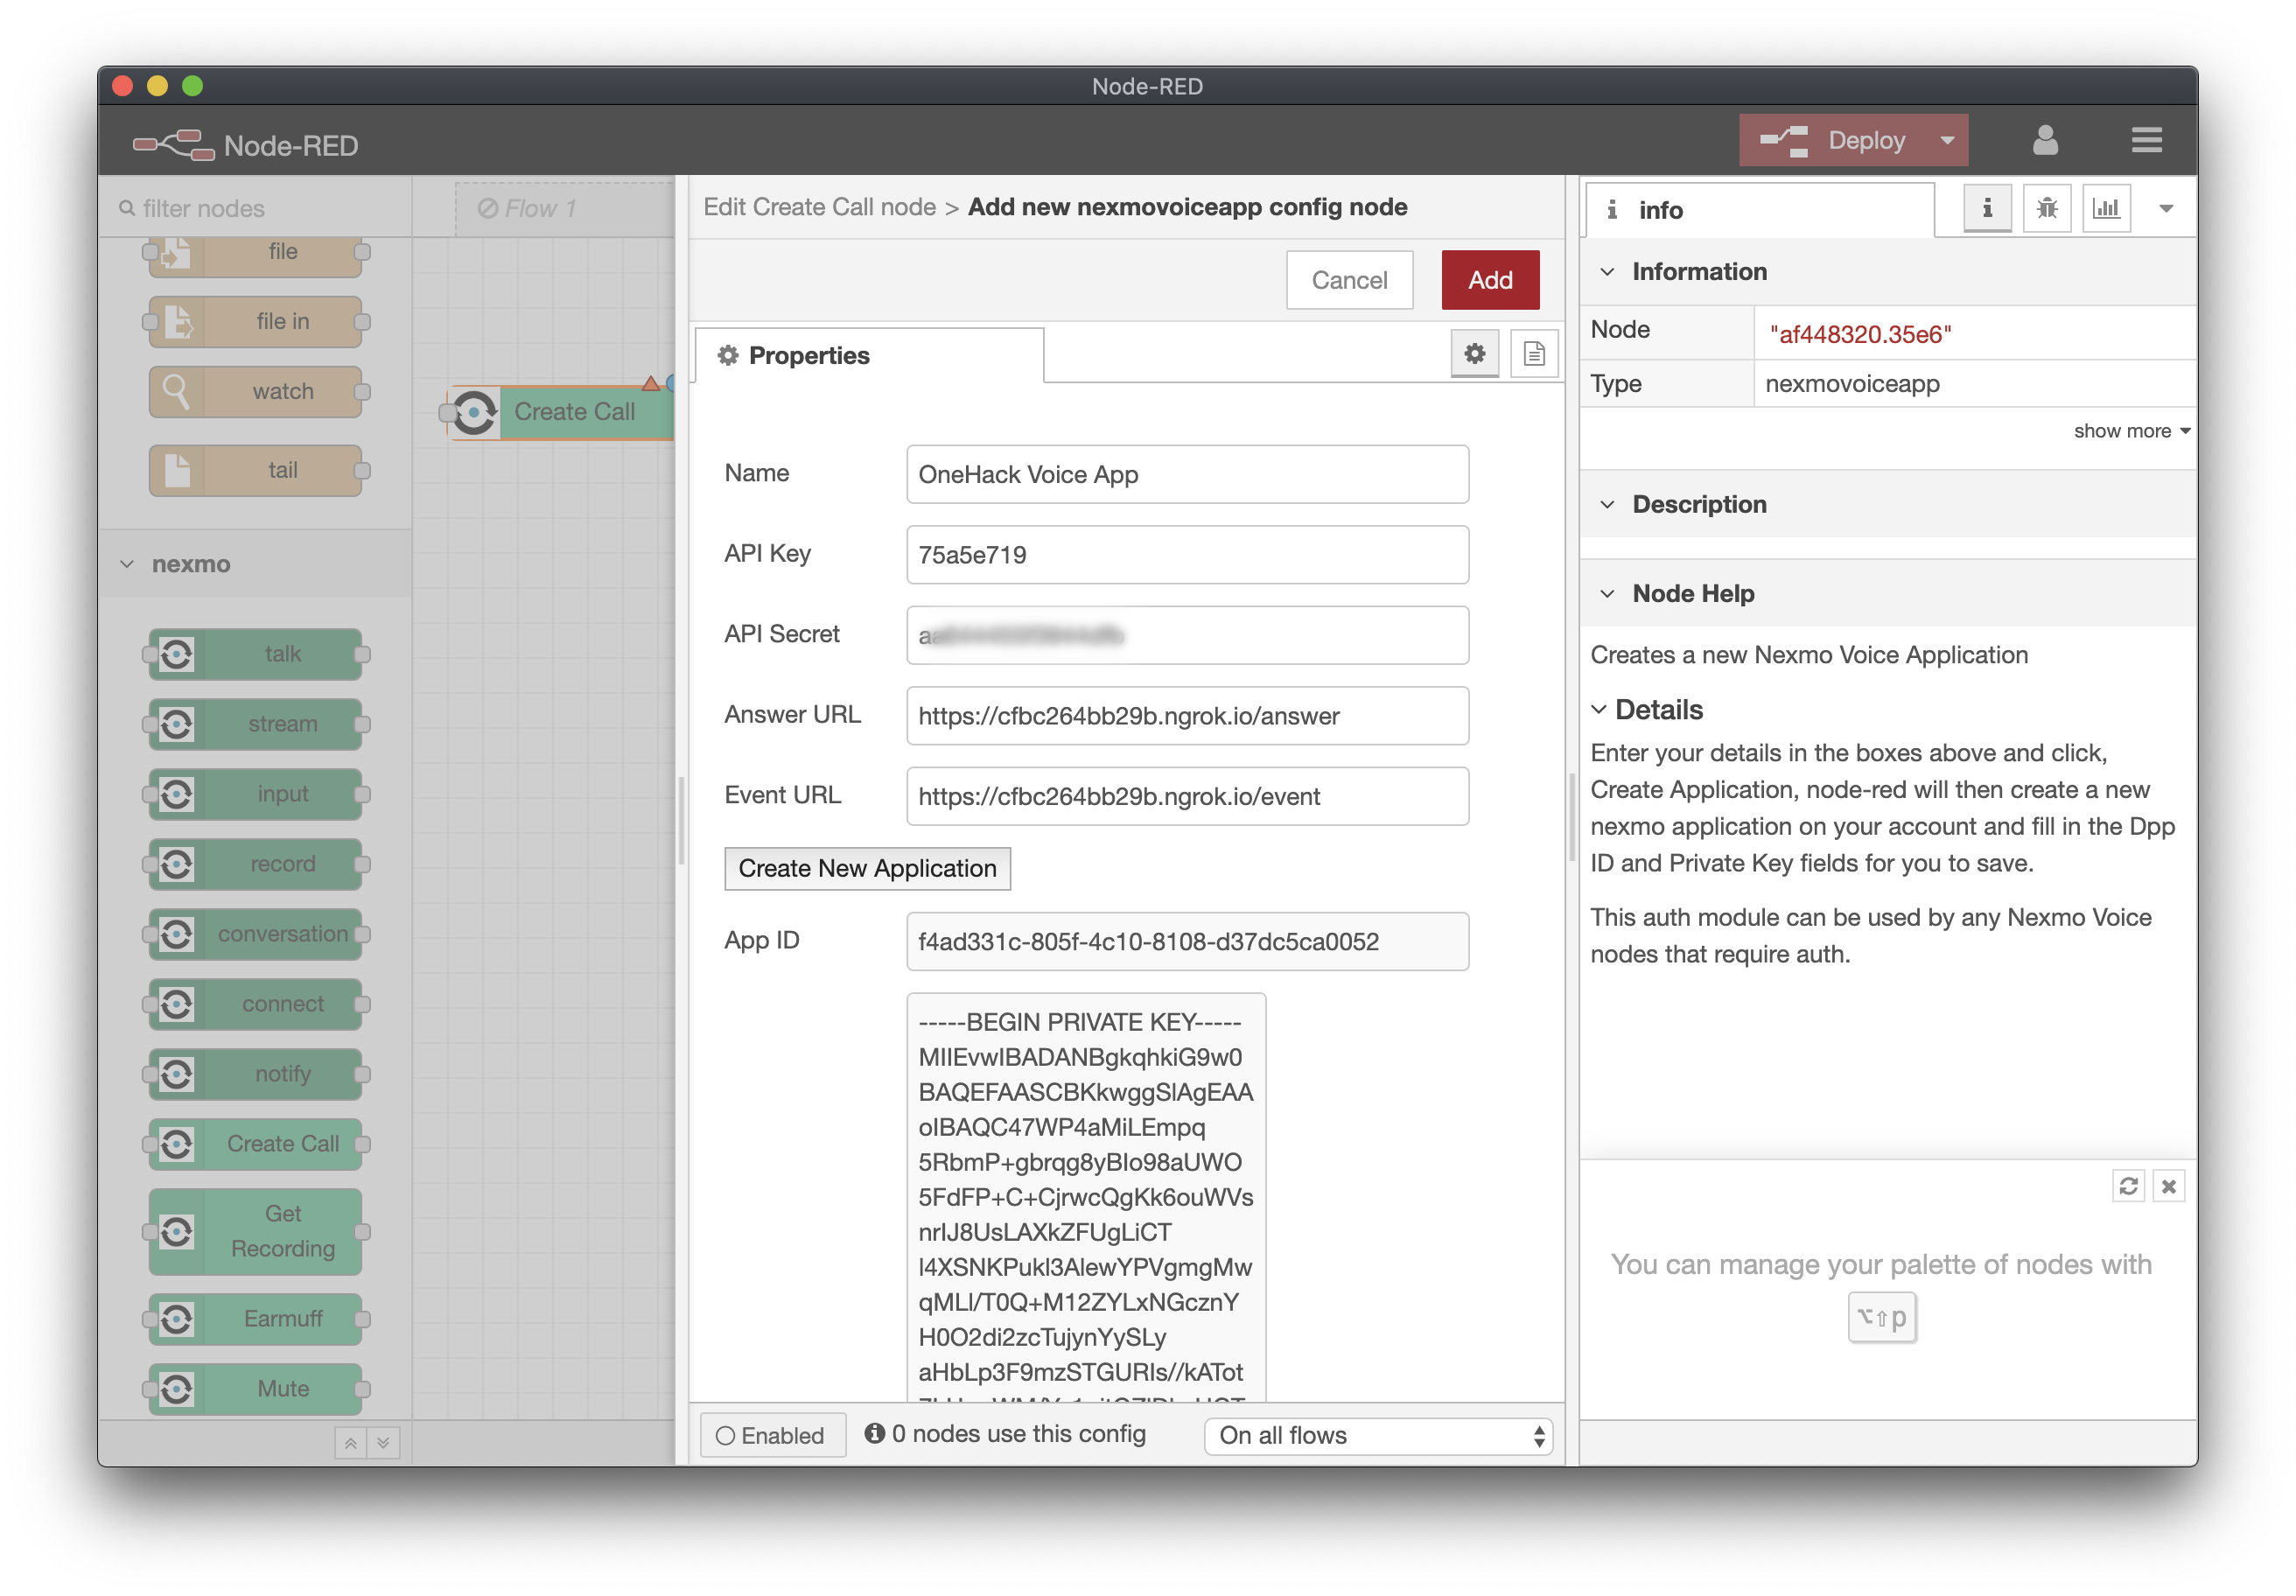 Node-RED
Node-RED
Deploy
filter nodes
file
file in
watch
tail
nexmo
talk
stream
input
record
conversation
connect
notify
Create Call
Get
Recording
Earmuff
Mute
Flow 1
Create Call
Edit Create Call node > Add new nexmovoiceapp config node
Cancel
Add
Properties
Name
OneHack Voice App
API Key
75a5e719
API Secret
Answer URL
https://cfbc264bb29b.ngrok.io/answer
Event URL
https://cfbc264bb29b.ngrok.io/event
Create New Application
App ID
f4ad331c-805f-4c10-8108-d37dc5ca0052
-----BEGIN PRIVATE KEY-----
MIIEvwIBADANBgkqhkiG9w0
BAQEFAASCBKkwggSlAgEAA
oIBAQC47WP4aMiLEmpq
5RbmP+gbrqg8yBIo98aUWO
5FdFP+C+CjrwcQgKk6ouWVs
nrIJ8UsLAXkZFUgLiCT
l4XSNKPukl3AlewYPVgmgMw
qMLl/T0Q+M12ZYLxNGcznY
H0O2di2zcTujynYySLy
aHbLp3F9mzSTGURIs//kATot
Enabled
0 nodes use this config
On all flows
info
Information
Node
"af448320.35e6"
Type
nexmovoiceapp
show more
Description
Node Help
Creates a new Nexmo Voice Application
Details
Enter your details in the boxes above and click,
Create Application, node-red will then create a new
nexmo application on your account and fill in the Dpp
ID and Private Key fields for you to save.
This auth module can be used by any Nexmo Voice
nodes that require auth.
You can manage your palette of nodes with
⌥⇧p